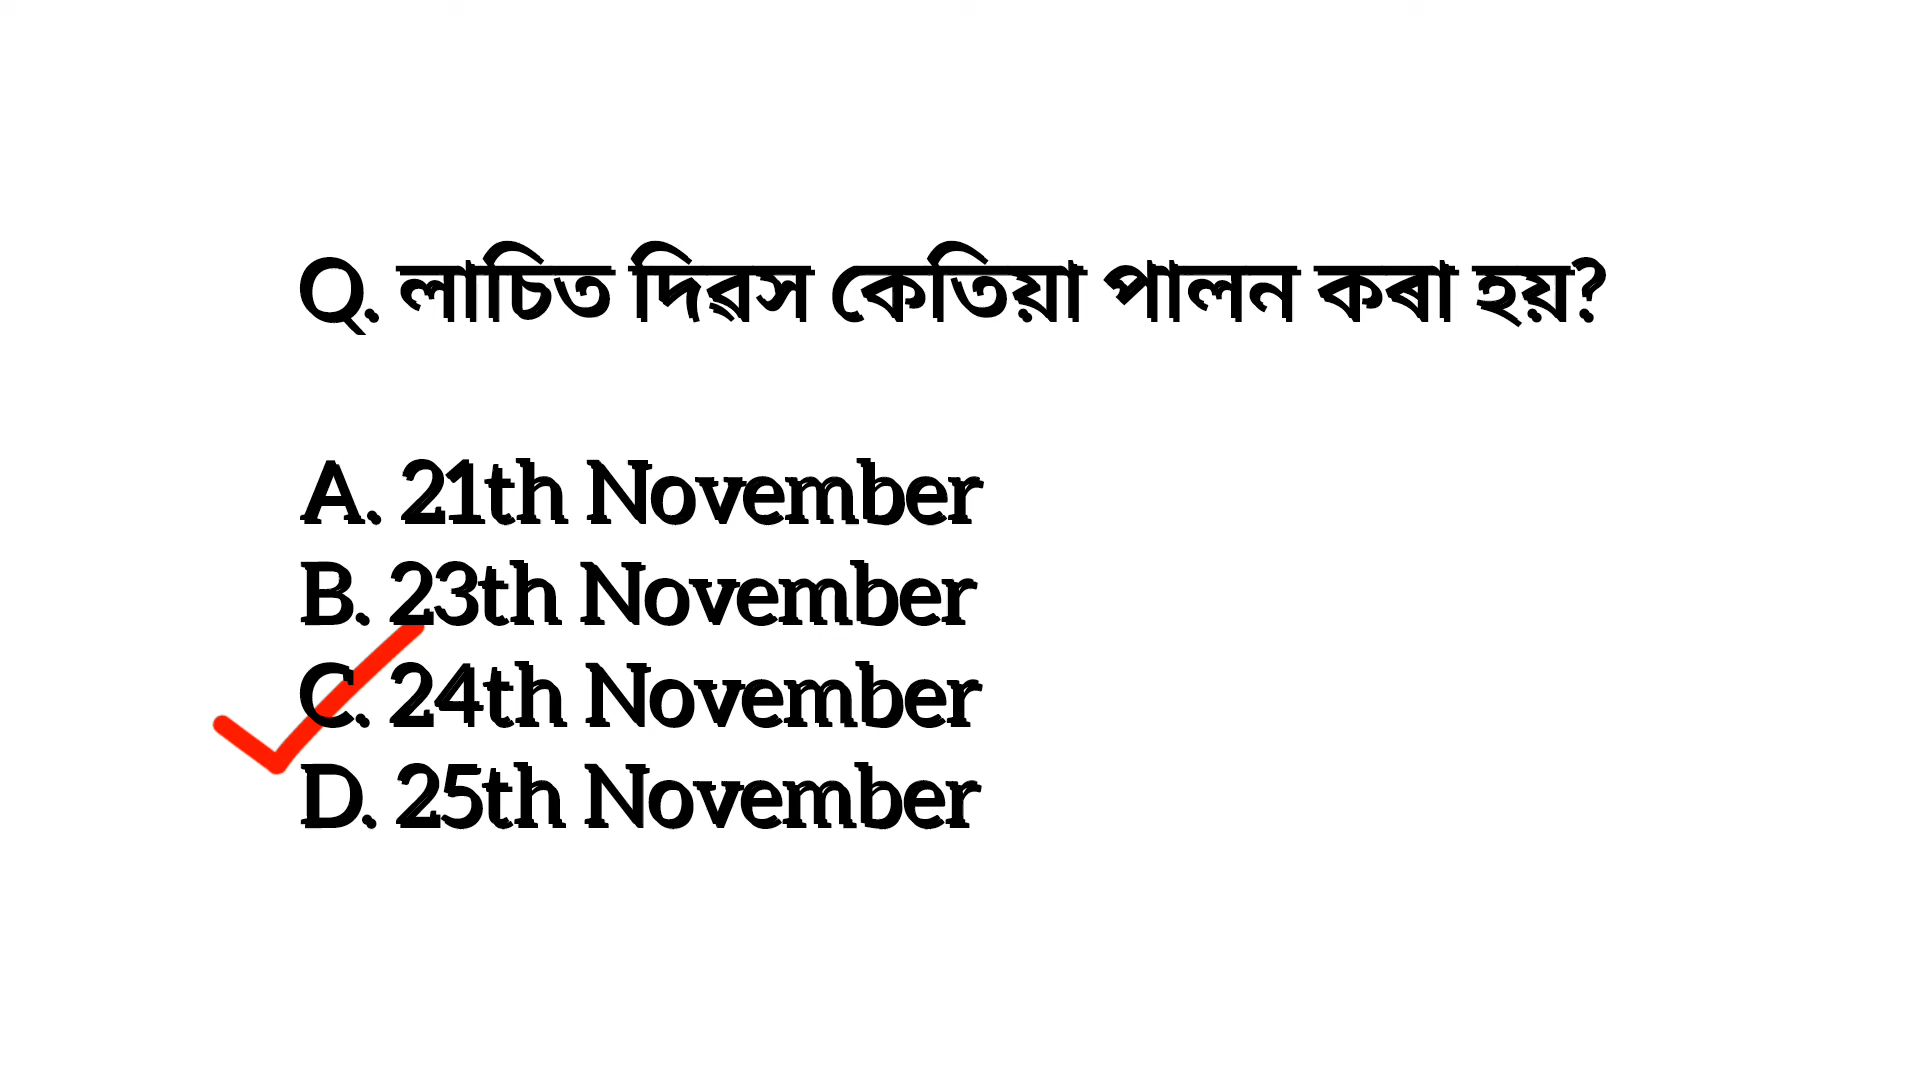 Q. লাচিত দিৱস কেতিয়া পালন কৰা হয়?
A. 21th November
B. 23th November
C. 24th November
D. 25th November